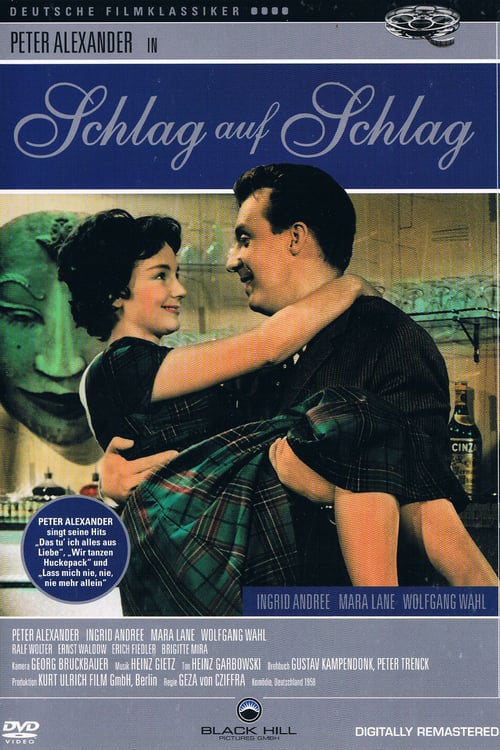 DEUTSCHE FILMKLASSIKER
PETER ALEXANDER IN
Schlag auf Schlag
CINZ
PETER ALEXANDER
singt seine Hits
„Das tu' ich alles aus
Liebe", „Wir tanzen
Huckepack" und
„Lass mich nie, nie,
nie mehr allein"
INGRID ANDREE MARA LANE WOLFGANG WAHL
PETER ALEXANDER INGRID ANDREE MARA LANE WOLFGANG WAHL
RALF WOLTER ERNST WALDOW ERICH FIEDLER BRIGITTE MIRA
Kamera GEORG BRUCKBAUER Musik HEINZ GIETZ Ton HEINZ GARBOWSKI Drehbuch GUSTAV KAMPENDONK, PETER TRENCK
Produktion KURT ULRICH FILM GmbH, Berlin Regie GEZA von CZIFFRA Komödie, Deutschland 1958
DVD
VIDEO
BLACK HILL
PICTURES GMBH
DIGITALLY REMASTERED